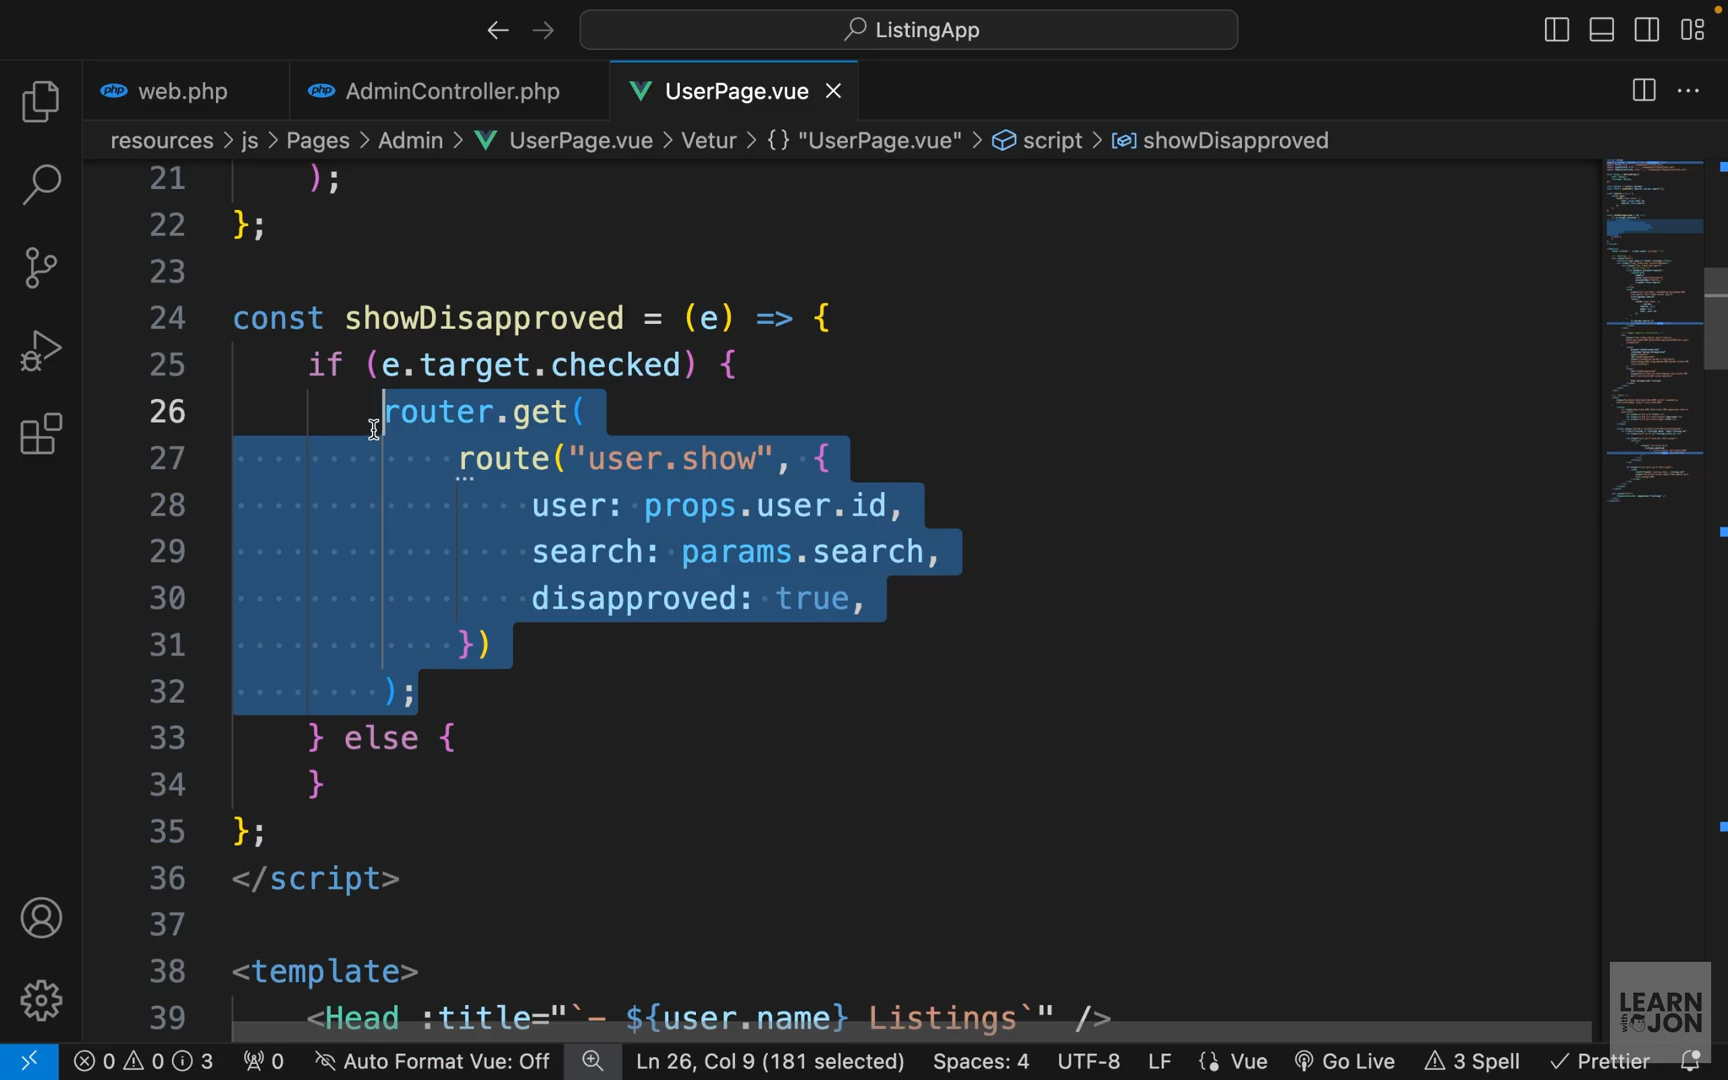 ListingApp
web.php
AdminController.php
UserPage.vue
resources > js > Pages > Admin > UserPage.vue > Vetur > {} "UserPage.vue" > script > showDisapproved
21 );
22 };
23
24 const showDisapproved = (e) => {
25 if (e.target.checked) {
26 router.get(
27 route("user.show", {
28 user: props.user.id,
29 search: params.search,
30 disapproved: true,
31 })
32 );
33 } else {
34 }
35 };
36 </script>
37
38 <template>
39 <Head :title="`- ${user.name} Listings`" />
0 0 3 0 Auto Format Vue: Off Ln 26, Col 9 (181 selected) Spaces: 4 UTF-8 LF {} Vue Go Live 3 Spell Prettier
LEARN
with JON